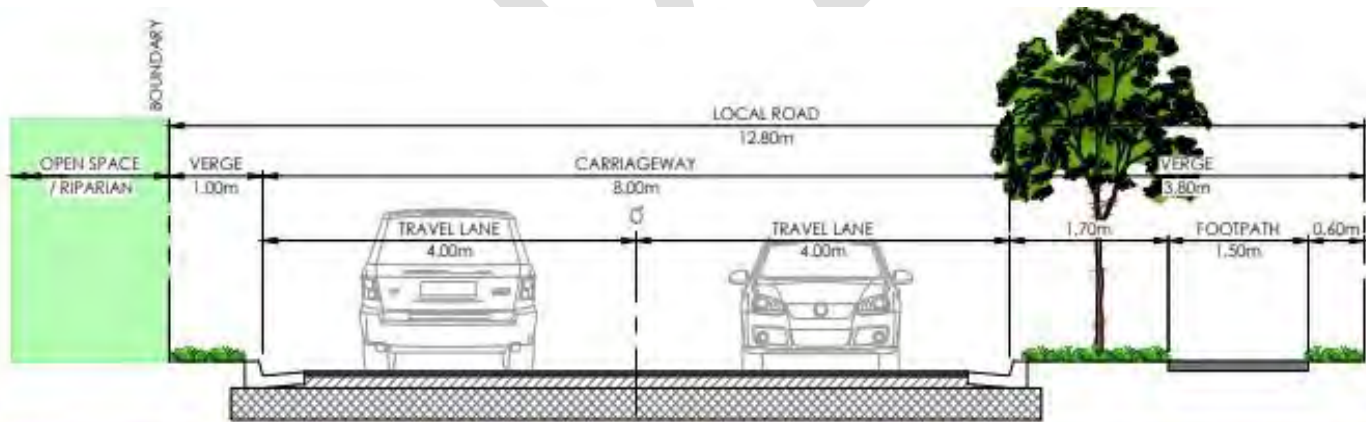 BOUNDARY
LOCAL ROAD
12.80m
OPEN SPACE
/ RIPARIAN
VERGE
1.00m
CARRIAGEWAY
8.00m
VERGE
3.80m
TRAVEL LANE
4.00m
TRAVEL LANE
4.00m
1.70m
FOOTPATH
1.50m
0.60m